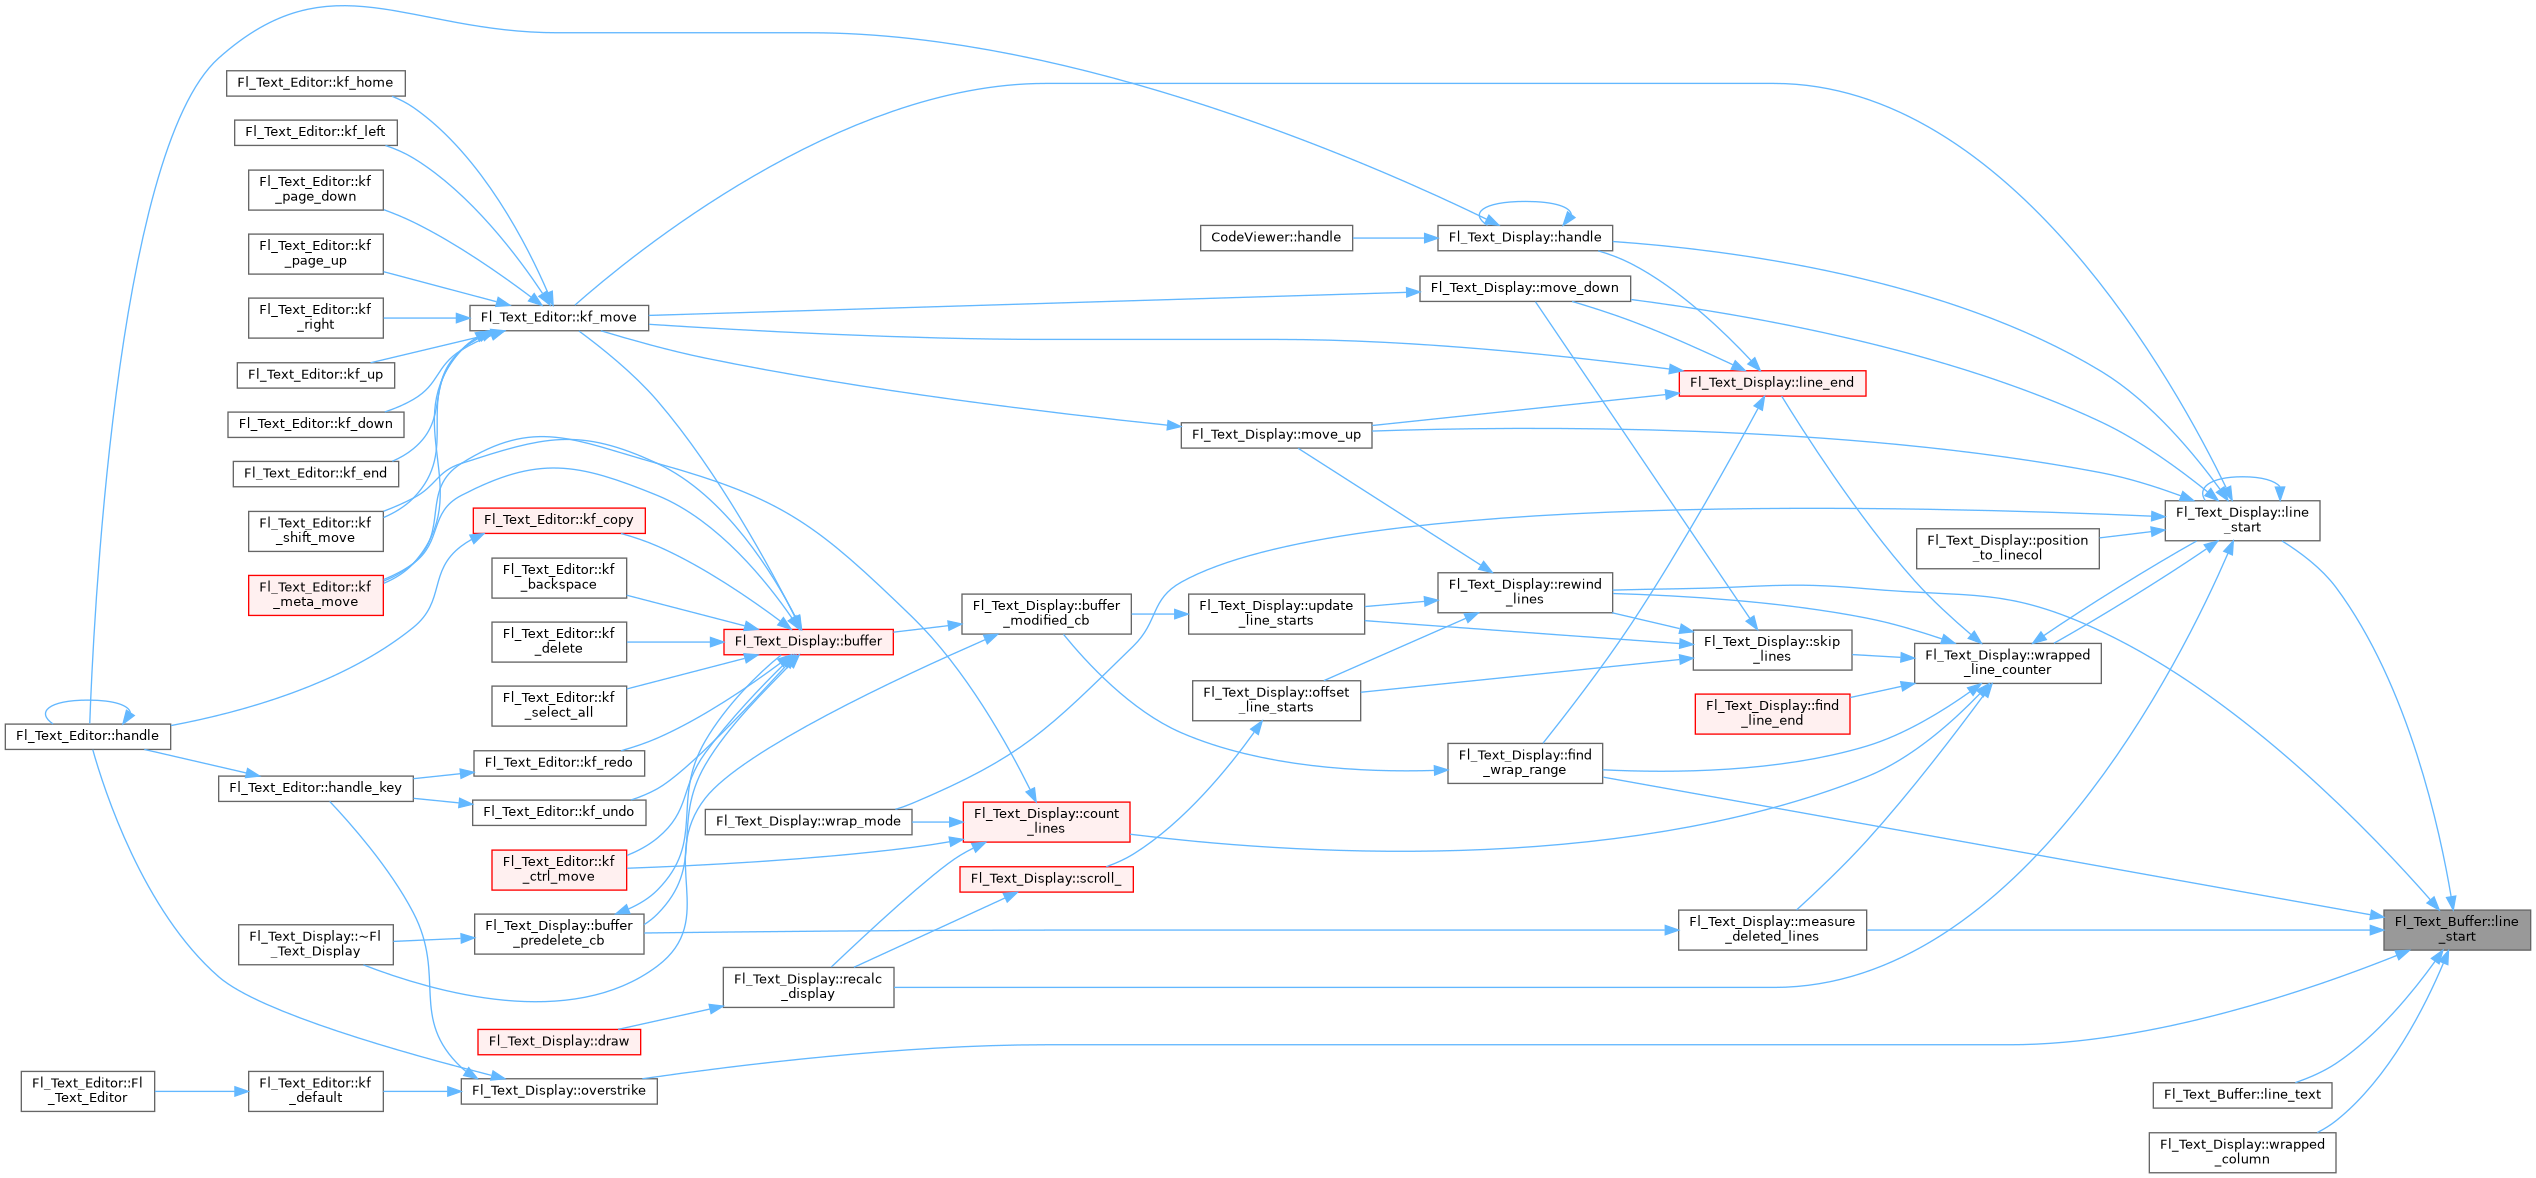 Fl_Text_Editor::kf_home
Fl_Text_Editor::kf_left
Fl_Text_Editor::kf
_page_down
Fl_Text_Editor::kf
_page_up
Fl_Text_Editor::kf
_right
Fl_Text_Editor::kf_up
Fl_Text_Editor::kf_down
Fl_Text_Editor::kf_end
Fl_Text_Editor::kf
_shift_move
Fl_Text_Editor::kf
_meta_move
Fl_Text_Editor::handle
Fl_Text_Editor::handle_key
Fl_Text_Display::~Fl
_Text_Display
Fl_Text_Editor::Fl
_Text_Editor
Fl_Text_Editor::kf
_default
Fl_Text_Editor::kf_move
Fl_Text_Editor::kf_copy
Fl_Text_Editor::kf
_backspace
Fl_Text_Editor::kf
_delete
Fl_Text_Editor::kf
_select_all
Fl_Text_Editor::kf_redo
Fl_Text_Editor::kf_undo
Fl_Text_Editor::kf
_ctrl_move
Fl_Text_Display::buffer
_predelete_cb
Fl_Text_Display::draw
Fl_Text_Display::overstrike
Fl_Text_Display::buffer
Fl_Text_Display::wrap_mode
Fl_Text_Display::recalc
_display
Fl_Text_Display::buffer
_modified_cb
Fl_Text_Display::count
_lines
Fl_Text_Display::scroll_
CodeViewer::handle
Fl_Text_Display::move_up
Fl_Text_Display::update
_line_starts
Fl_Text_Display::offset
_line_starts
Fl_Text_Display::handle
Fl_Text_Display::move_down
Fl_Text_Display::rewind
_lines
Fl_Text_Display::find
_wrap_range
Fl_Text_Display::line_end
Fl_Text_Display::skip
_lines
Fl_Text_Display::find
_line_end
Fl_Text_Display::measure
_deleted_lines
Fl_Text_Display::position
_to_linecol
Fl_Text_Display::wrapped
_line_counter
Fl_Text_Display::line
_start
Fl_Text_Buffer::line_text
Fl_Text_Display::wrapped
_column
Fl_Text_Buffer::line
_start